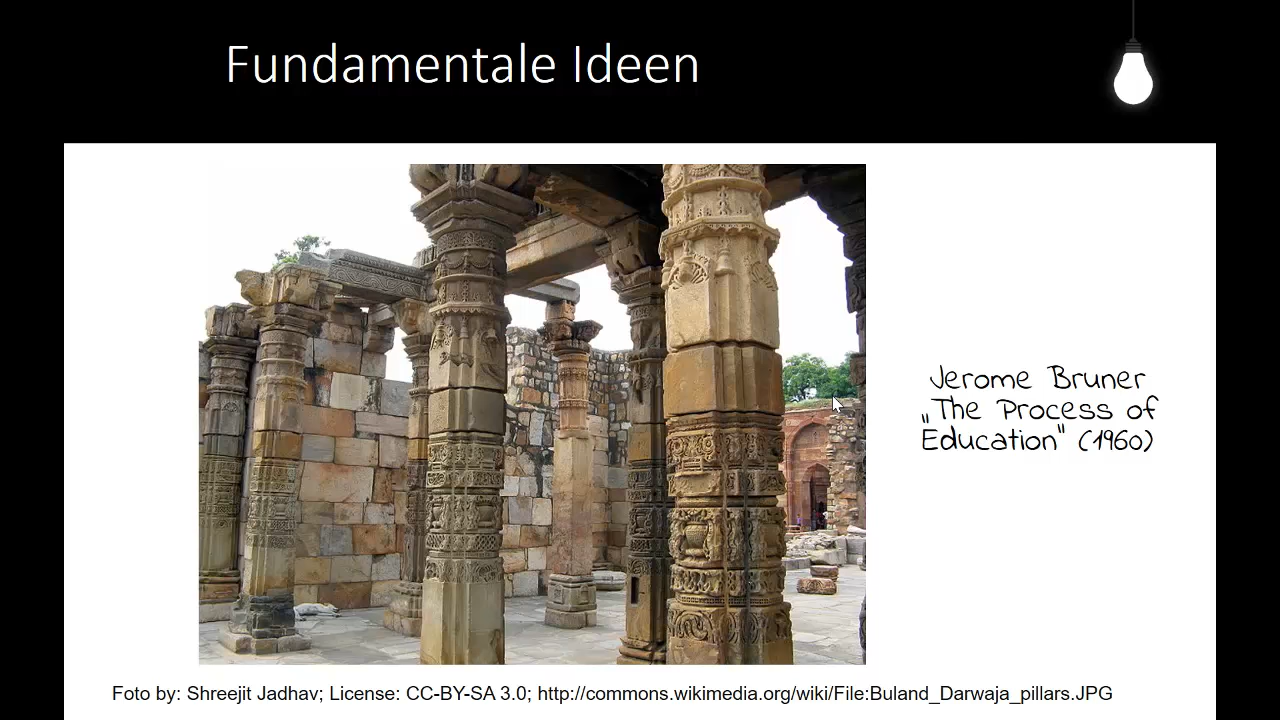 Fundamentale Ideen
Jerome Bruner
„The Process of
Education" (1960)
Foto by: Shreejit Jadhav; License: CC-BY-SA 3.0; http://commons.wikimedia.org/wiki/File:Buland_Darwaja_pillars.JPG